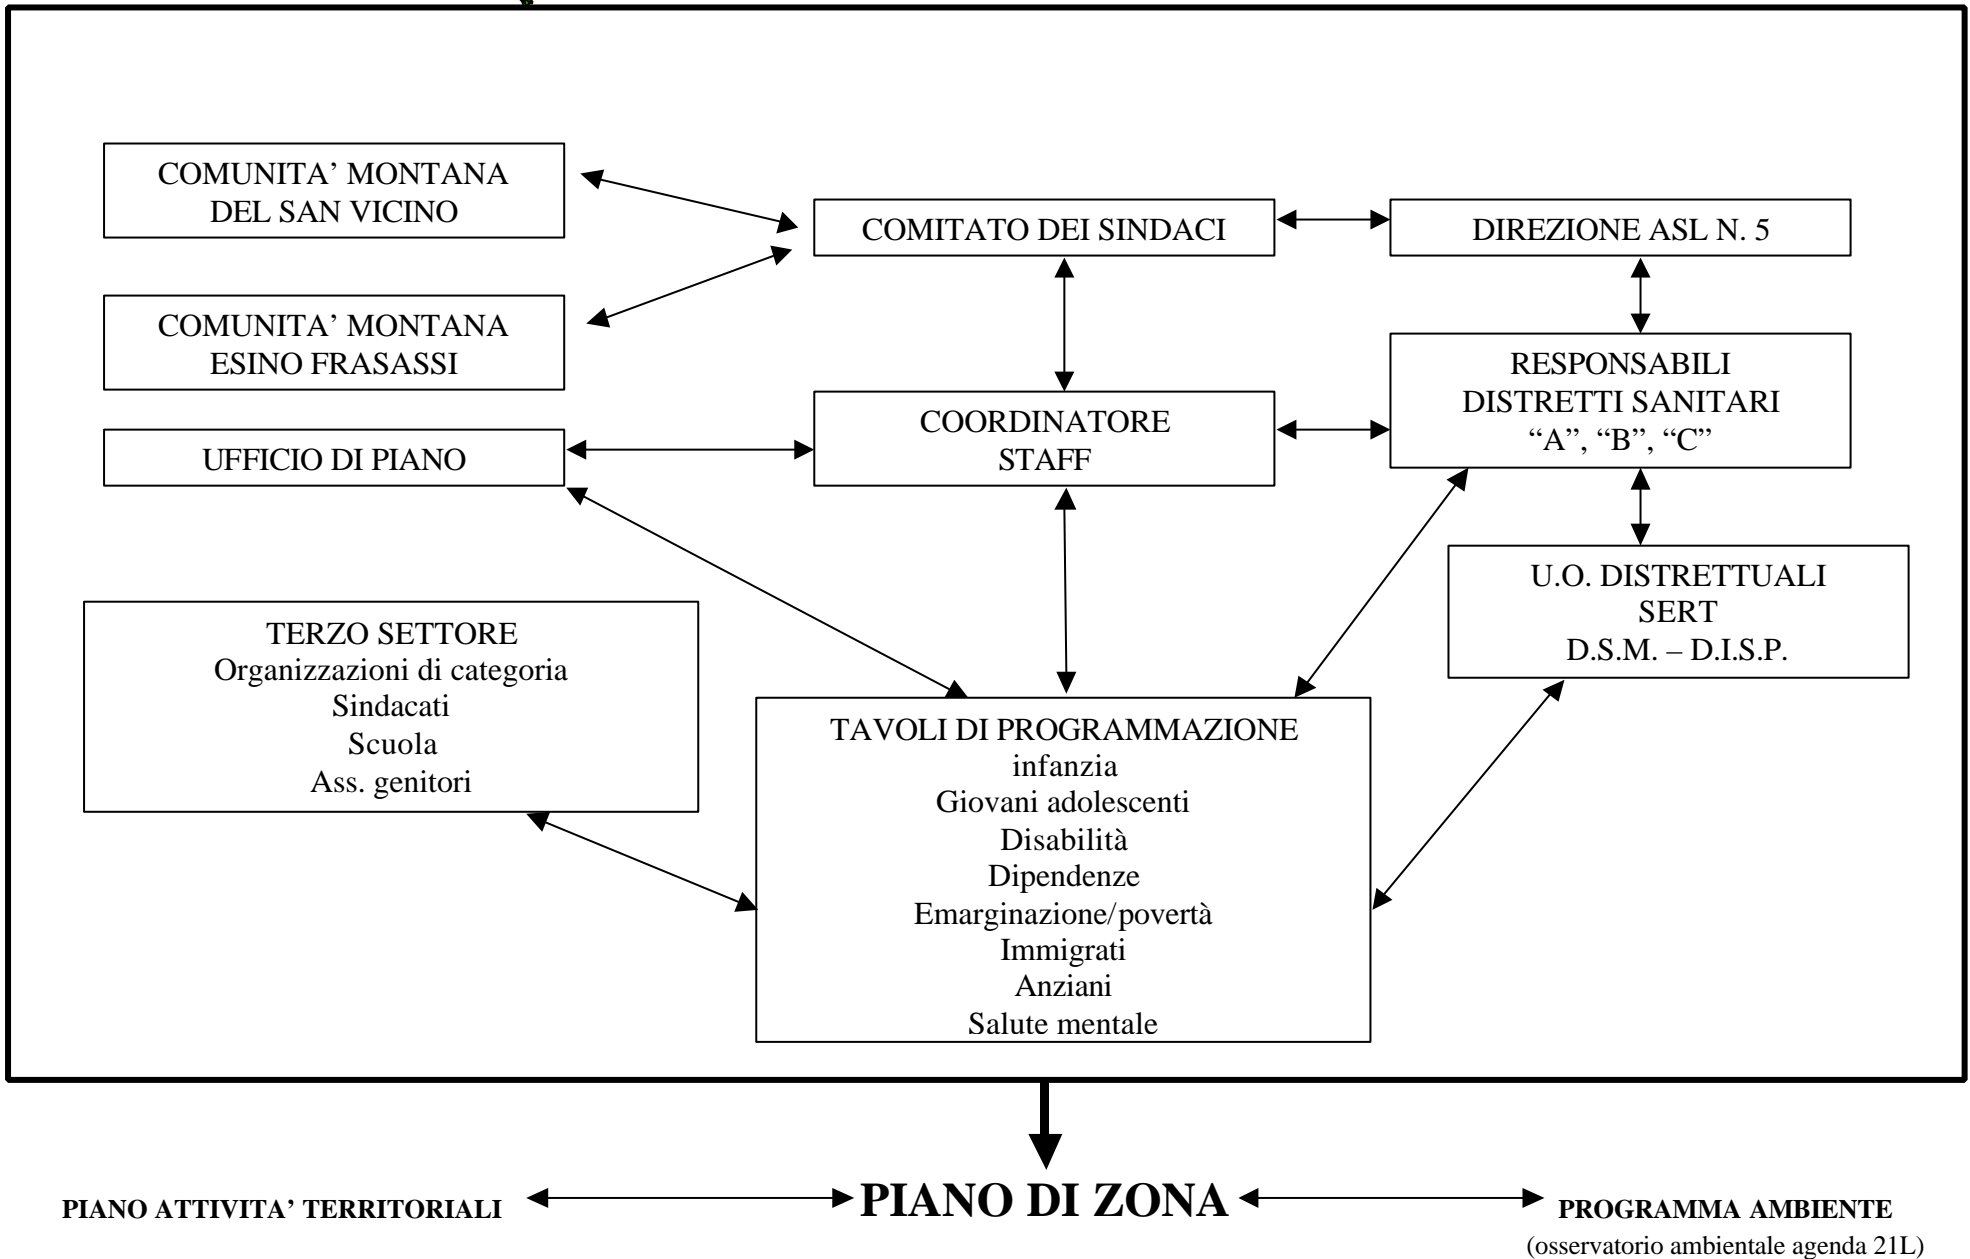 COMUNITA’ MONTANA
DEL SAN VICINO
COMITATO DEI SINDACI
DIREZIONE ASL N. 5
COMUNITA’ MONTANA
ESINO FRASASSI
RESPONSABILI
DISTRETTI SANITARI
“A”, “B”, “C”
COORDINATORE
STAFF
UFFICIO DI PIANO
U.O. DISTRETTUALI
SERT
D.S.M. – D.I.S.P.
TERZO SETTORE
Organizzazioni di categoria
Sindacati
Scuola
Ass. genitori
TAVOLI DI PROGRAMMAZIONE
infanzia
Giovani adolescenti
Disabilità
Dipendenze
Emarginazione/povertà
Immigrati
Anziani
Salute mentale
PIANO ATTIVITA’ TERRITORIALI
PIANO DI ZONA
PROGRAMMA AMBIENTE
(osservatorio ambientale agenda 21L)